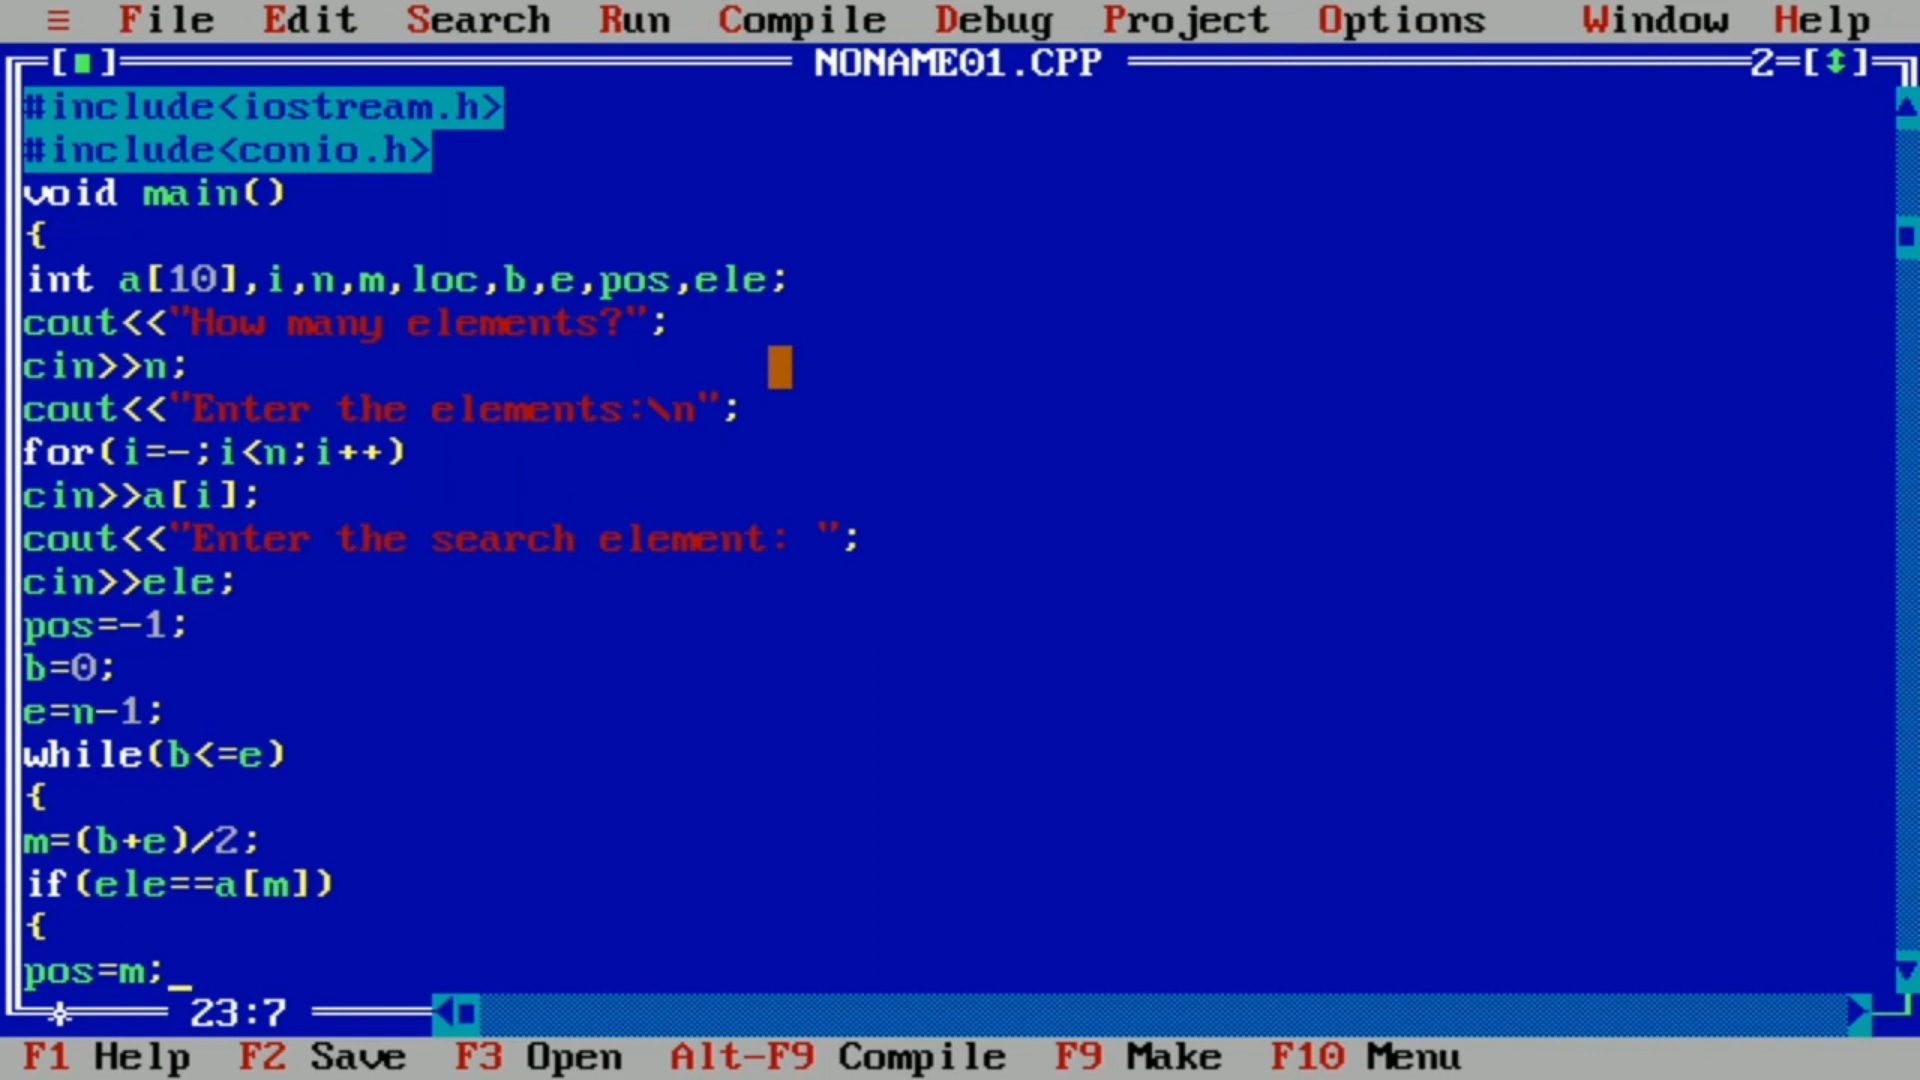 ≡ File Edit Search Run Compile Debug Project Options Window Help
[■] NONAME01.CPP 2=[↕]
#include<iostream.h>
#include<conio.h>
void main()
{
int a[10],i,n,m,loc,b,e,pos,ele;
cout<<"How many elements?";
cin>>n;
cout<<"Enter the elements:\n";
for(i=-;i<n;i++)
cin>>a[i];
cout<<"Enter the search element: ";
cin>>ele;
pos=-1;
b=0;
e=n-1;
while(b<=e)
{
m=(b+e)/2;
if(ele==a[m])
{
pos=m;_
23:7
F1 Help F2 Save F3 Open Alt-F9 Compile F9 Make F10 Menu